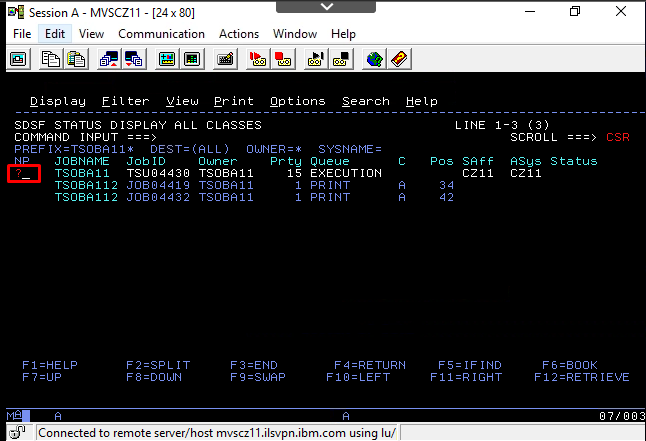 Session A - MVSCZ11 - [24 x 80]
File Edit View Communication Actions Window Help
Display Filter View Print Options Search Help
SDSF STATUS DISPLAY ALL CLASSES LINE 1-3 (3)
COMMAND INPUT ===> SCROLL ===> CSR
PREFIX=TSOBA11* DEST=(ALL) OWNER=* SYSNAME=
NP JOBNAME JobID Owner Prty Queue C Pos SAff ASys Status
?_ TSOBA11 TSU04430 TSOBA11 15 EXECUTION CZ11 CZ11
TSOBA112 JOB04419 TSOBA11 1 PRINT A 34
TSOBA112 JOB04432 TSOBA11 1 PRINT A 42
F1=HELP F2=SPLIT F3=END F4=RETURN F5=IFIND F6=BOOK
F7=UP F8=DOWN F9=SWAP F10=LEFT F11=RIGHT F12=RETRIEVE
MA A A 07/003
Connected to remote server/host mvscz11.ilsvpn.ibm.com using lu/